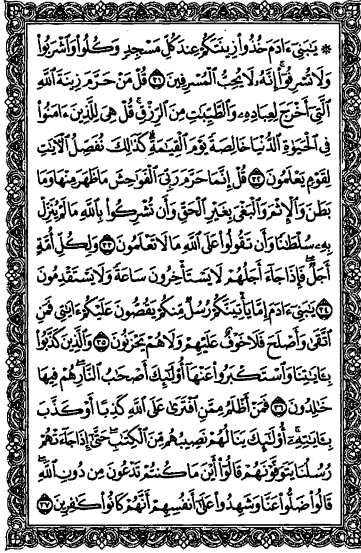 ۞ يَـٰبَنِىٓ ءَادَمَ خُذُوا۟ زِينَتَكُمْ عِندَ كُلِّ مَسْجِدٍ وَكُلُوا۟ وَٱشْرَبُوا۟
وَلَا تُسْرِفُوٓا۟ ۚ إِنَّهُۥ لَا يُحِبُّ ٱلْمُسْرِفِينَ ٣١ قُلْ مَنْ حَرَّمَ زِينَةَ ٱللَّهِ
ٱلَّتِىٓ أَخْرَجَ لِعِبَادِهِۦ وَٱلطَّيِّبَـٰتِ مِنَ ٱلرِّزْقِ ۚ قُلْ هِىَ لِلَّذِينَ ءَامَنُوا۟
فِى ٱلْحَيَوٰةِ ٱلدُّنْيَا خَالِصَةً يَوْمَ ٱلْقِيَـٰمَةِ ۗ كَذَٰلِكَ نُفَصِّلُ ٱلْـَٔايَـٰتِ
لِقَوْمٍ يَعْلَمُونَ ٣٢ قُلْ إِنَّمَا حَرَّمَ رَبِّىَ ٱلْفَوَٰحِشَ مَا ظَهَرَ مِنْهَا وَمَا
بَطَنَ وَٱلْإِثْمَ وَٱلْبَغْىَ بِغَيْرِ ٱلْحَقِّ وَأَن تُشْرِكُوا۟ بِٱللَّهِ مَا لَمْ يُنَزِّلْ
بِهِۦ سُلْطَـٰنًا وَأَن تَقُولُوا۟ عَلَى ٱللَّهِ مَا لَا تَعْلَمُونَ ٣٣ وَلِكُلِّ أُمَّةٍ
أَجَلٌ ۖ فَإِذَا جَآءَ أَجَلُهُمْ لَا يَسْتَأْخِرُونَ سَاعَةً وَلَا يَسْتَقْدِمُونَ
٣٤ يَـٰبَنِىٓ ءَادَمَ إِمَّا يَأْتِيَنَّكُمْ رُسُلٌ مِّنكُمْ يَقُصُّونَ عَلَيْكُمْ ءَايَـٰتِى فَمَنِ
ٱتَّقَىٰ وَأَصْلَحَ فَلَا خَوْفٌ عَلَيْهِمْ وَلَا هُمْ يَحْزَنُونَ ٣٥ وَٱلَّذِينَ كَذَّبُوا۟
بِـَٔايَـٰتِنَا وَٱسْتَكْبَرُوا۟ عَنْهَآ أُو۟لَـٰٓئِكَ أَصْحَـٰبُ ٱلنَّارِ ۖ هُمْ فِيهَا
خَـٰلِدُونَ ٣٦ فَمَنْ أَظْلَمُ مِمَّنِ ٱفْتَرَىٰ عَلَى ٱللَّهِ كَذِبًا أَوْ كَذَّبَ
بِـَٔايَـٰتِهِۦٓ ۚ أُو۟لَـٰٓئِكَ يَنَالُهُمْ نَصِيبُهُم مِّنَ ٱلْكِتَـٰبِ ۖ حَتَّىٰٓ إِذَا جَآءَتْهُمْ
رُسُلُنَا يَتَوَفَّوْنَهُمْ قَالُوٓا۟ أَيْنَ مَا كُنتُمْ تَدْعُونَ مِن دُونِ ٱللَّهِ ۖ
قَالُوا۟ ضَلُّوا۟ عَنَّا وَشَهِدُوا۟ عَلَىٰٓ أَنفُسِهِمْ أَنَّهُمْ كَانُوا۟ كَـٰفِرِينَ ٣٧